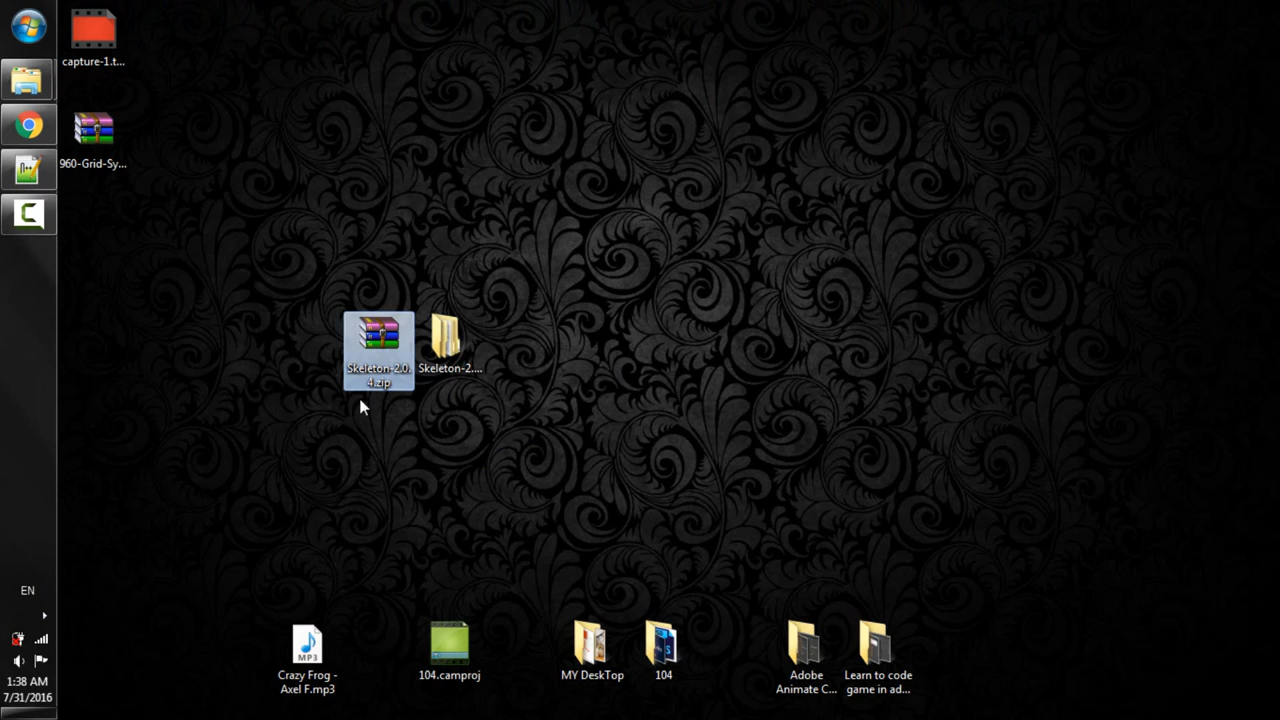 capture-1.t...
960-Grid-Sy...
Skeleton-2.0.
4.zip
Skeleton-2....
EN
1:38 AM
7/31/2016
Crazy Frog -
Axel F.mp3
MP3
104.camproj
MY DeskTop
104
Adobe
Animate C...
Learn to code
game in ad...